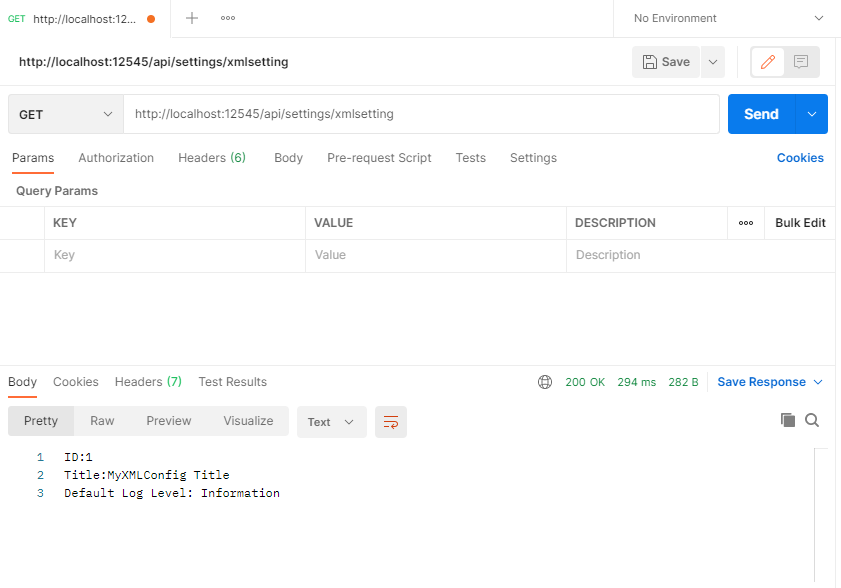 GET http://localhost:12...
No Environment
http://localhost:12545/api/settings/xmlsetting
Save
GET http://localhost:12545/api/settings/xmlsetting Send
Params Authorization Headers (6) Body Pre-request Script Tests Settings Cookies
Query Params
KEY VALUE DESCRIPTION Bulk Edit
Key Value Description
Body Cookies Headers (7) Test Results 200 OK 294 ms 282 B Save Response
Pretty Raw Preview Visualize Text
1 ID:1
2 Title:MyXMLConfig Title
3 Default Log Level: Information